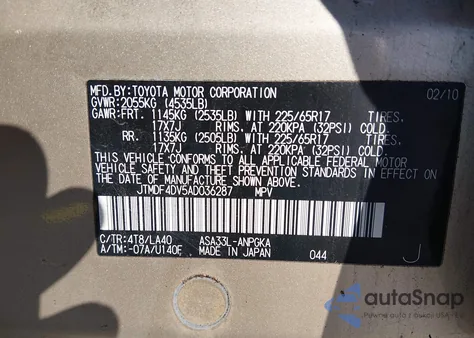 MFD.BY:TOYOTA MOTOR CORPORATION 02/10
GVWR:2055KG (4535LB)
GAWR:FRT. 1145KG (2535LB) WITH 225/65R17 TIRES,
17X7J RIMS, AT 220KPA (32PSI) COLD.
RR. 1135KG (2505LB) WITH 225/65R17 TIRES,
17X7J RIMS, AT 220KPA (32PSI) COLD.
THIS VEHICLE CONFORMS TO ALL APPLICABLE FEDERAL MOTOR
VEHICLE SAFETY AND THEFT PREVENTION STANDARDS IN EFFECT ON
THE DATE OF MANUFACTURE SHOWN ABOVE.
JTMDF4DV5AD036287 MPV
C/TR:4T8/LA40 ASA33L-ANPGKA
A/TM:-07A/U140F MADE IN JAPAN 044 J
autoSnap